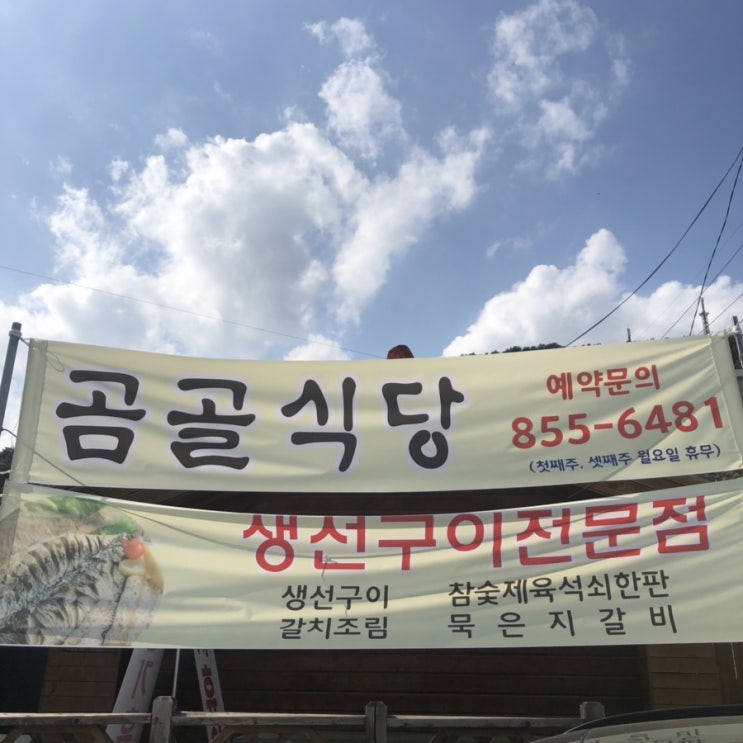 곰골식당
예약문의
855-6481
(첫째주, 셋째주 월요일 휴무)
생선구이전문점
생선구이 참숯제육석쇠한판
갈치조림 묵은지갈비